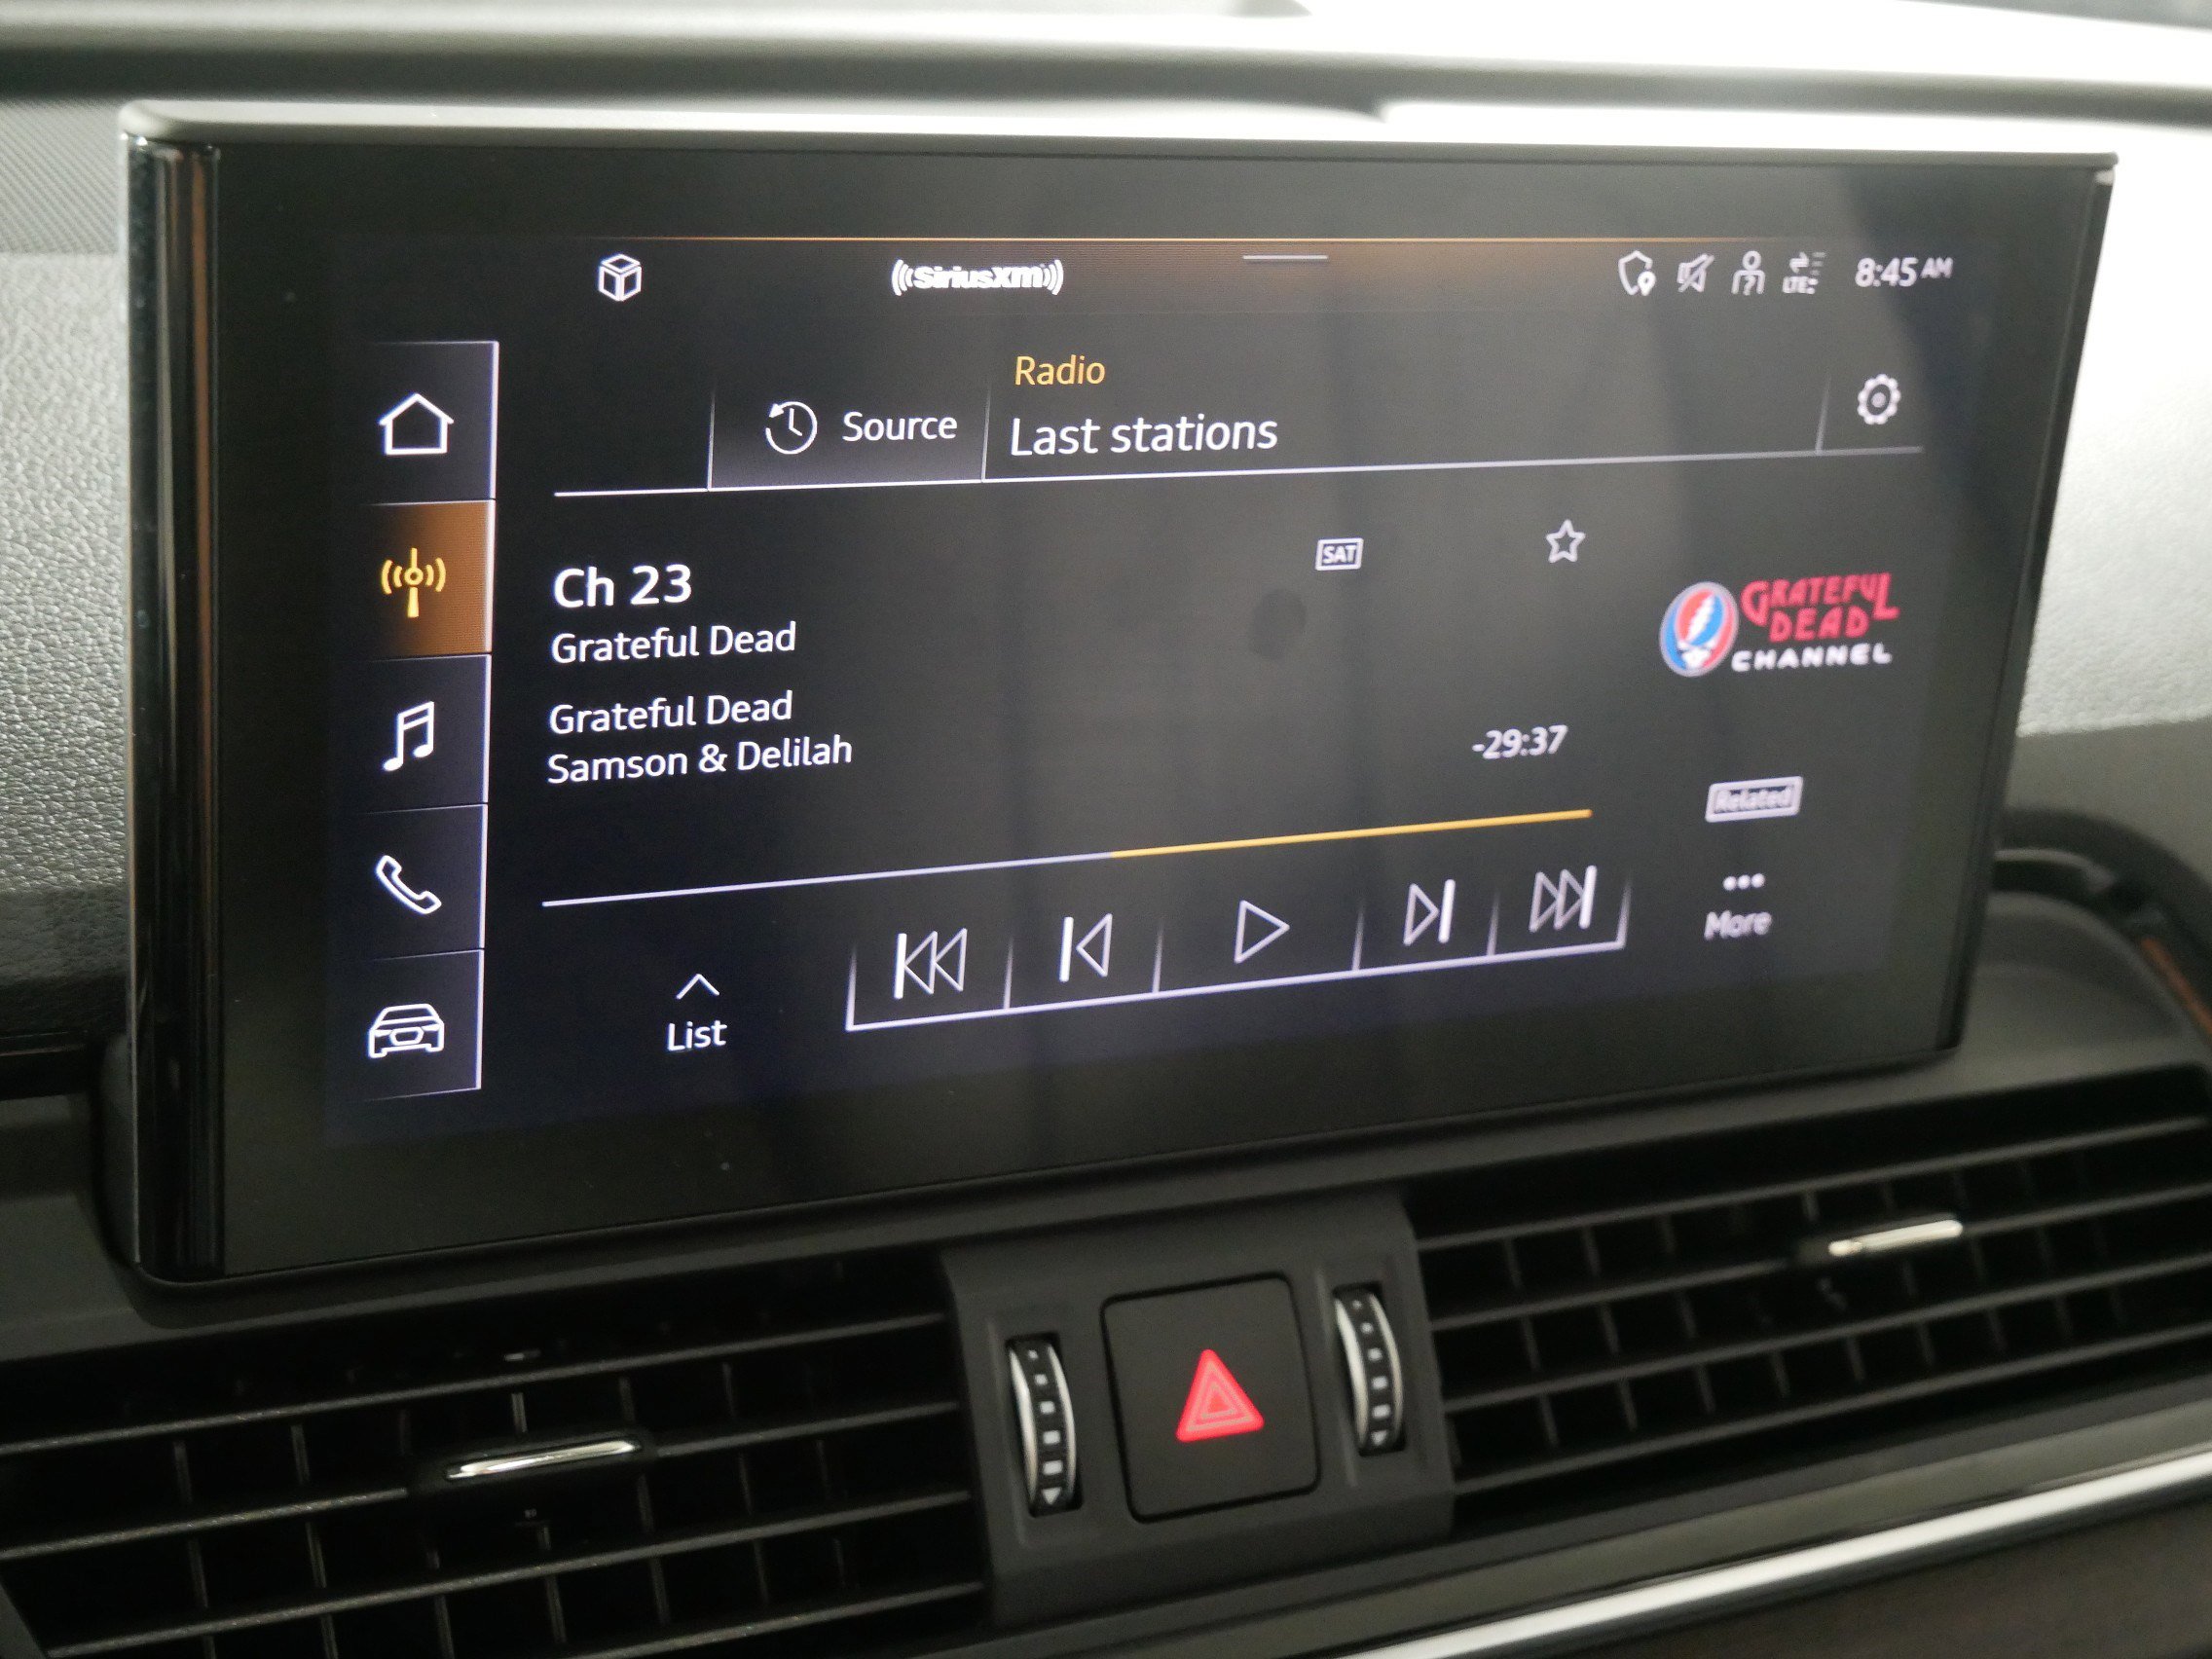 ((SiriusXM))
LTE
8:45 AM
Radio
Source
Last stations
Ch 23
SAT
Grateful Dead
GRATEFUL
DEAD
CHANNEL
Grateful Dead
Samson & Delilah
-29:37
Related
More
List